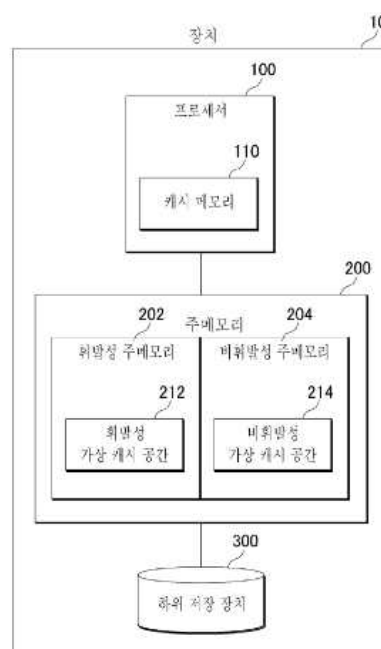 장치
10
100
프로세서
110
캐시 메모리
200
주메모리
202
204
휘발성 주메모리
비휘발성 주메모리
212
214
휘발성
가상 캐시 공간
비휘발성
가상 캐시 공간
300
하위 저장 장치